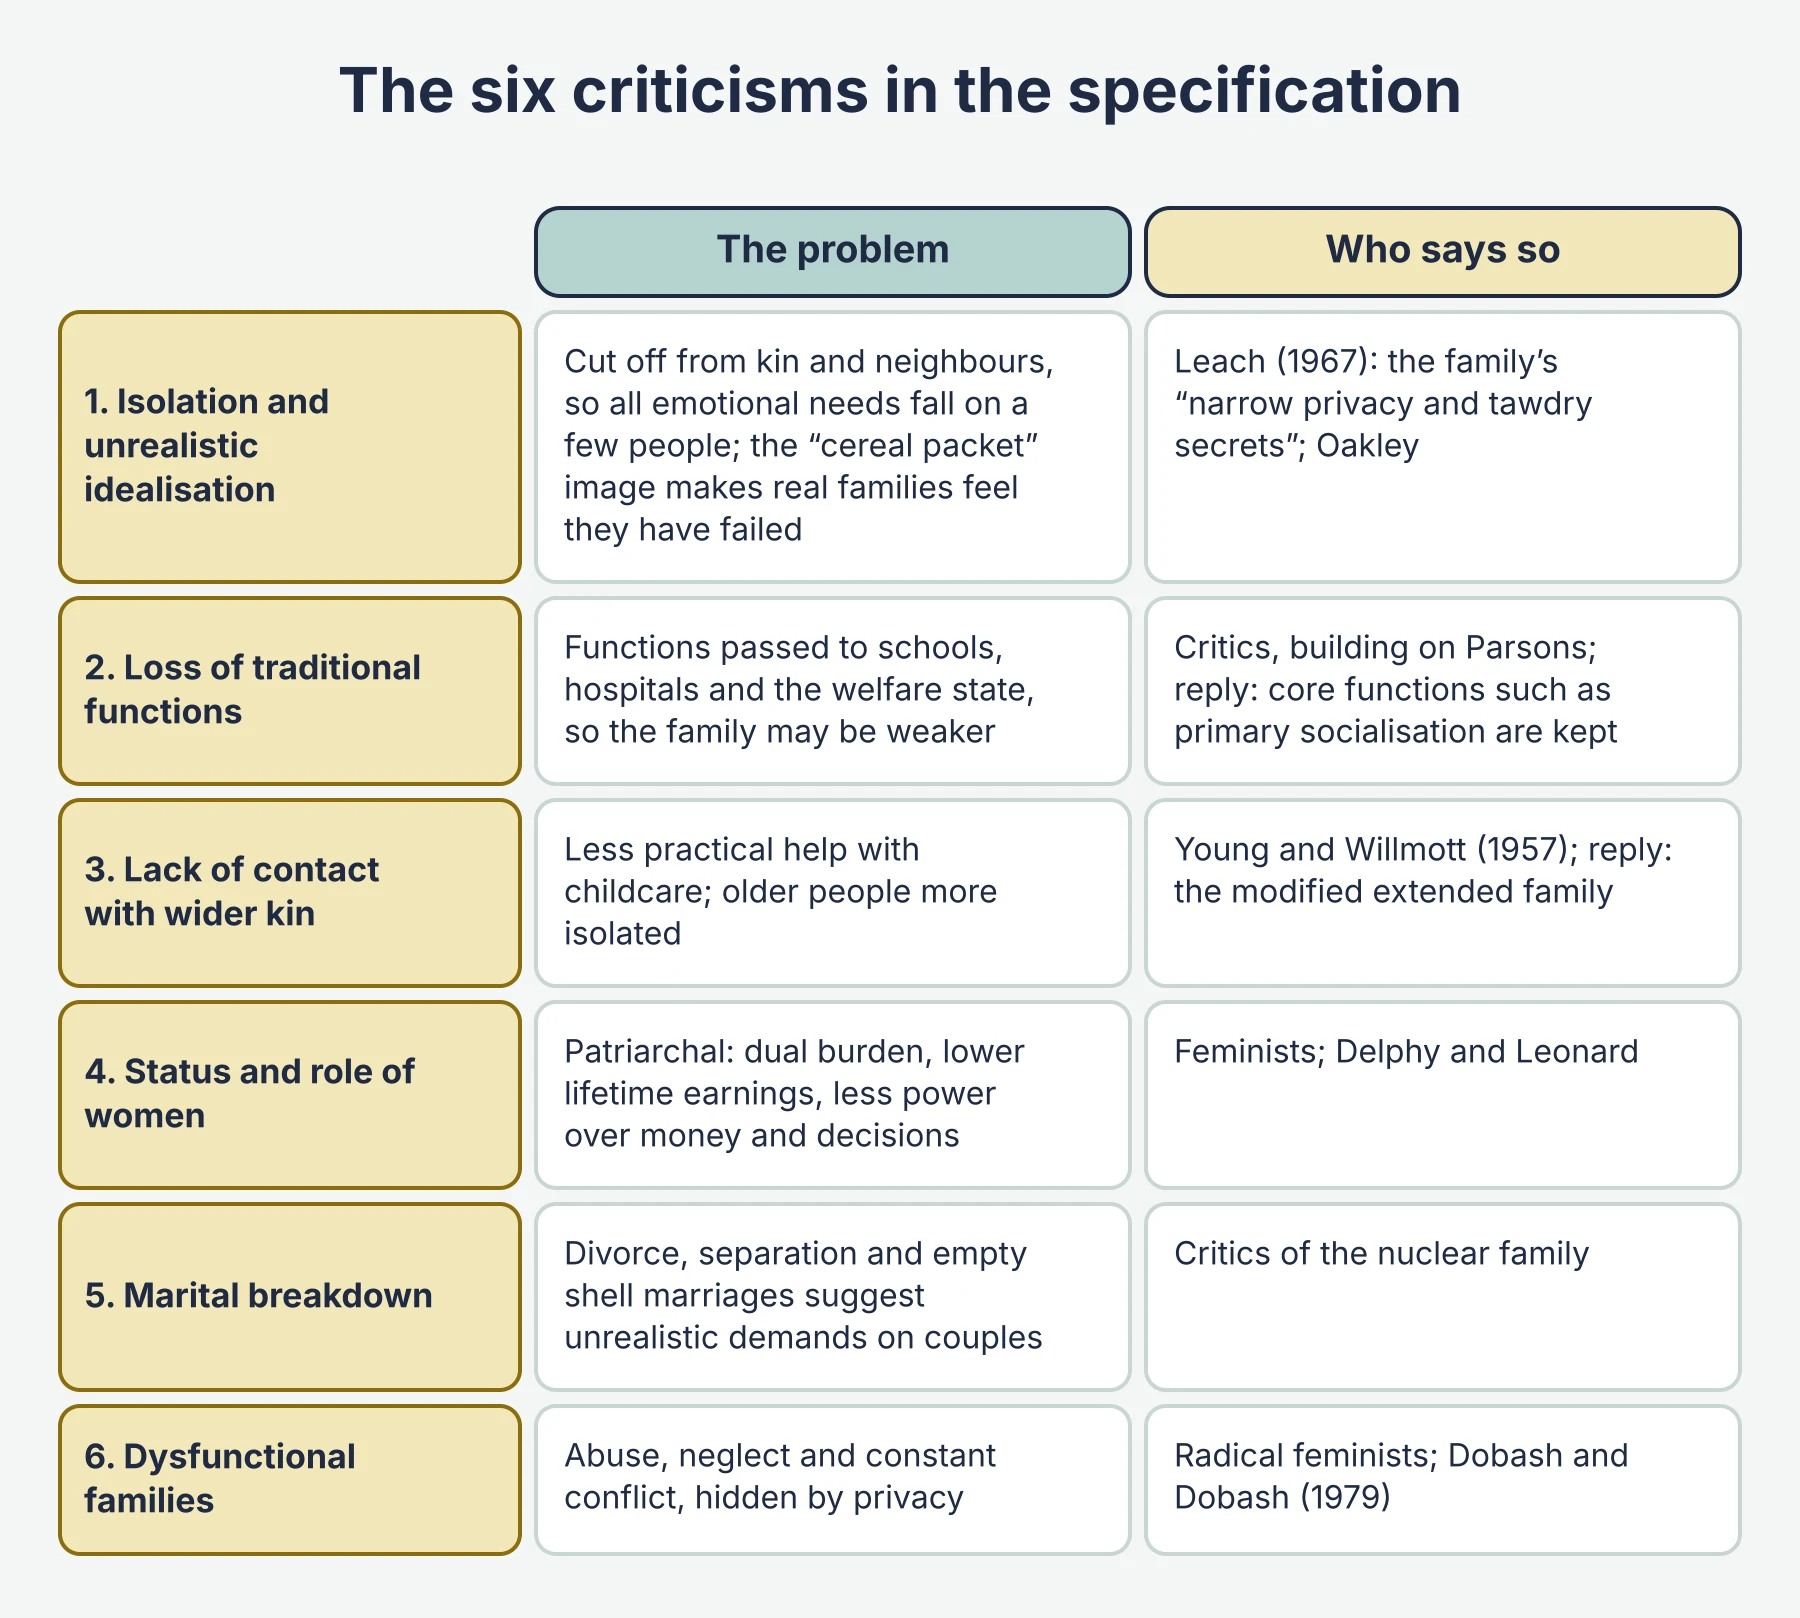 The six criticisms in the specification
The problem
Who says so
1. Isolation and
unrealistic
idealisation
Cut off from kin and neighbours,
so all emotional needs fall on a
few people; the “cereal packet”
image makes real families feel
they have failed
Leach (1967): the family’s
“narrow privacy and tawdry
secrets”; Oakley
2. Loss of traditional
functions
Functions passed to schools,
hospitals and the welfare state,
so the family may be weaker
Critics, building on Parsons;
reply: core functions such as
primary socialisation are kept
3. Lack of contact
with wider kin
Less practical help with
childcare; older people more
isolated
Young and Willmott (1957); reply:
the modified extended family
4. Status and role of
women
Patriarchal: dual burden, lower
lifetime earnings, less power
over money and decisions
Feminists; Delphy and Leonard
5. Marital breakdown
Divorce, separation and empty
shell marriages suggest
unrealistic demands on couples
Critics of the nuclear family
6. Dysfunctional
families
Abuse, neglect and constant
conflict, hidden by privacy
Radical feminists; Dobash and
Dobash (1979)